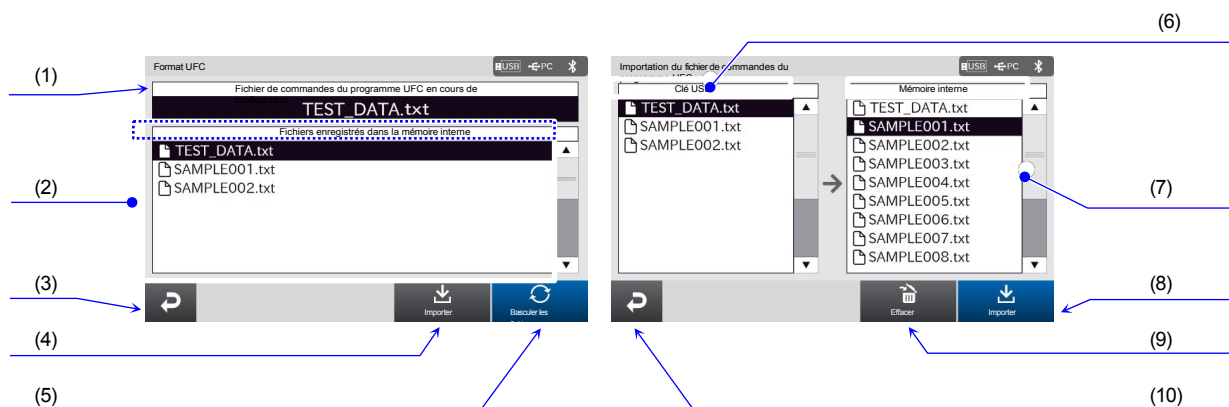 (6)
Format UFC
USB PC
Importation du fichier de commandes du
USB PC
(1)
Fichier de commandes du programme UFC en cours de
Clé US
Mémoire interne
TEST_DATA.txt
Fichiers enregistrés dans la mémoire interne
TEST_DATA.txt
SAMPLE001.txt
SAMPLE002.txt
TEST_DATA.txt
SAMPLE001.txt
SAMPLE002.txt
TEST_DATA.txt
SAMPLE001.txt
SAMPLE002.txt
SAMPLE003.txt
SAMPLE004.txt
SAMPLE005.txt
SAMPLE006.txt
SAMPLE007.txt
SAMPLE008.txt
(2)
(7)
(3)
Importer
Basculer les
Effacer
Importer
(8)
(4)
(9)
(5)
(10)